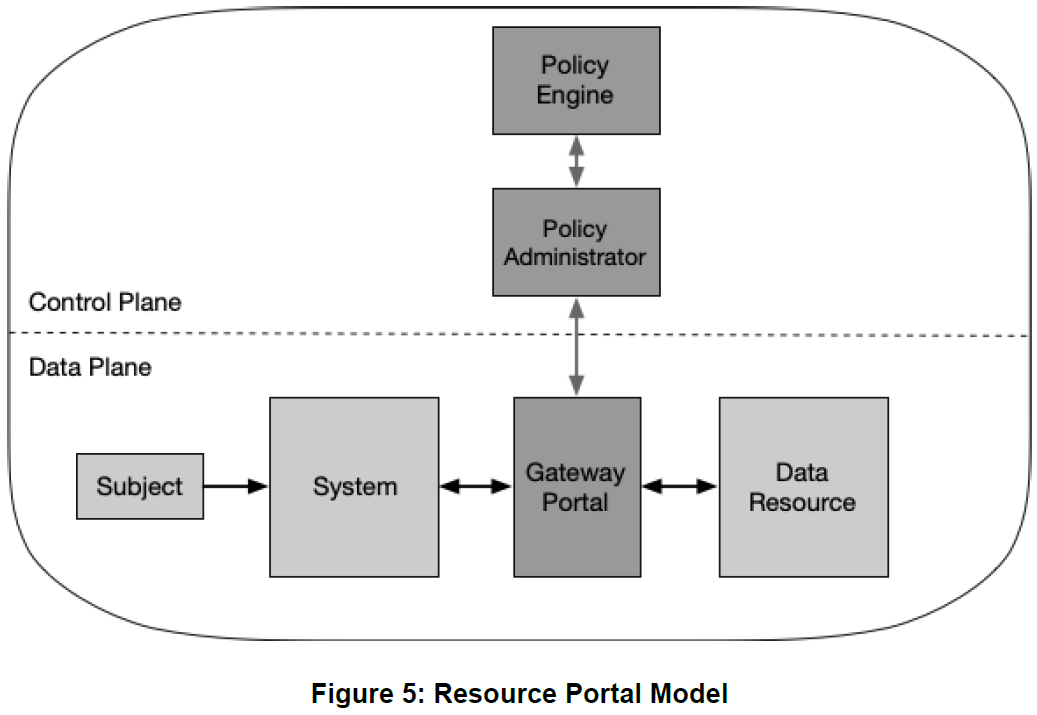 Policy
Engine
Policy
Administrator
Control Plane
Data Plane
Subject
System
Gateway
Portal
Data
Resource
Figure 5: Resource Portal Model